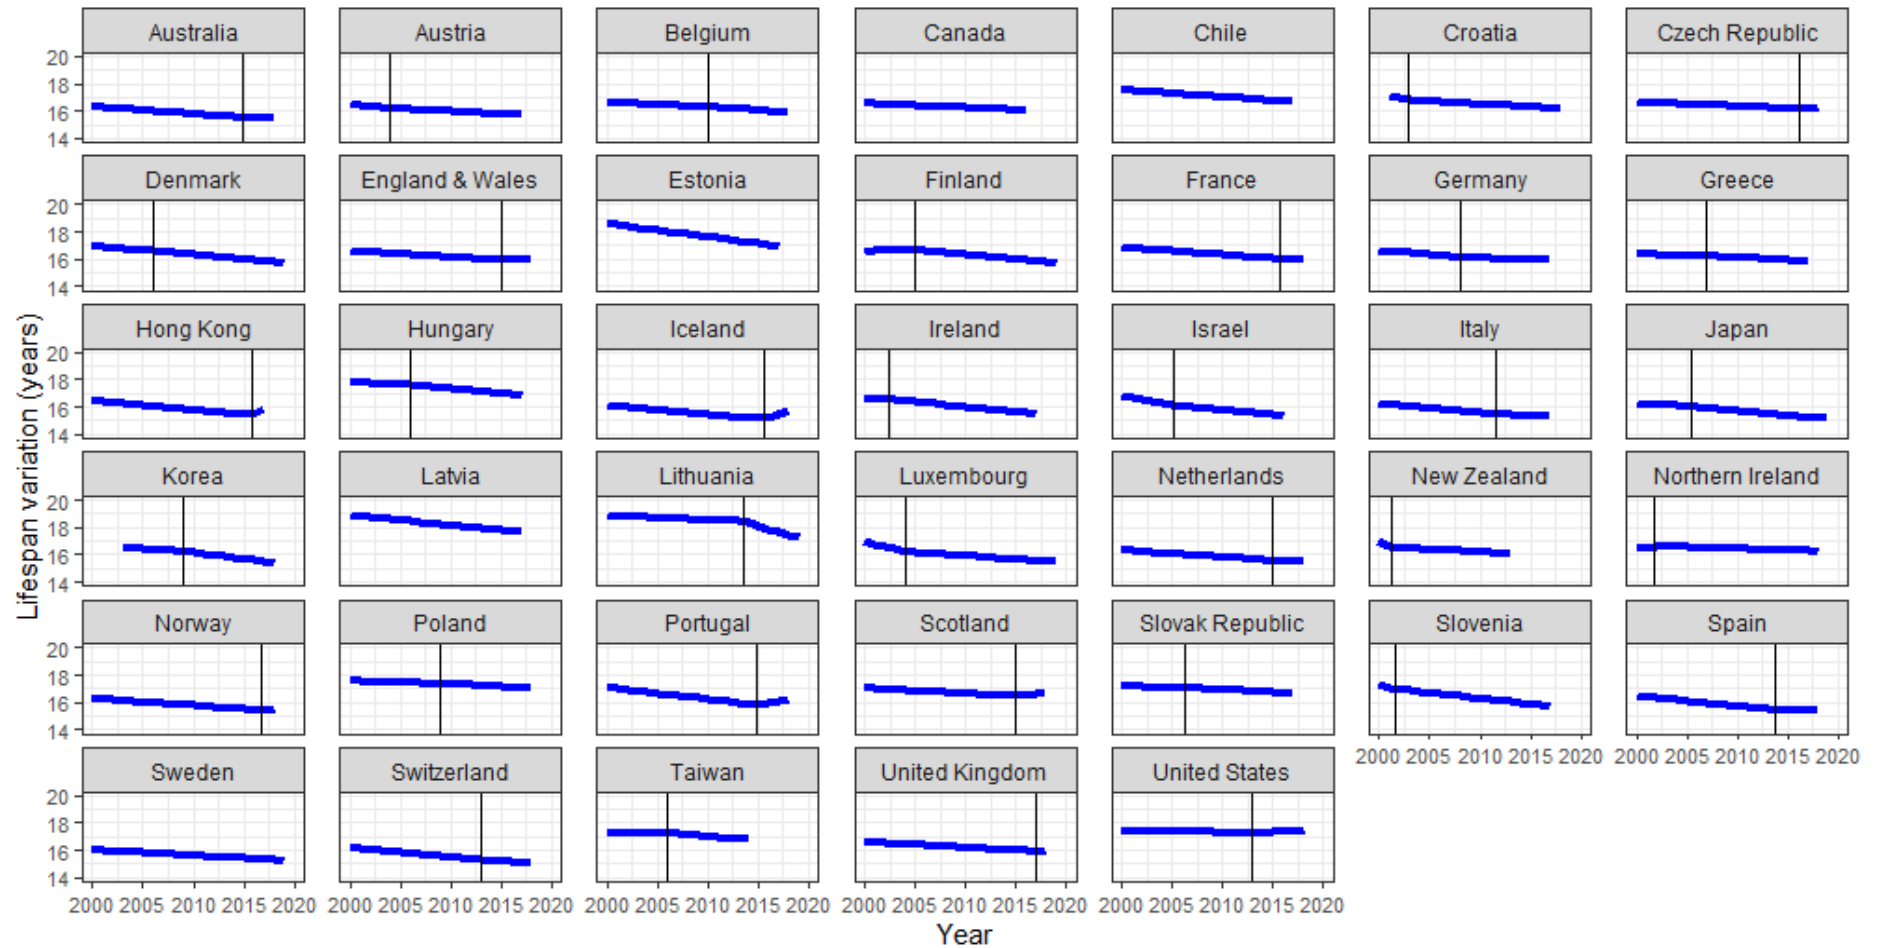 Australia Austria Belgium Canada Chile Croatia Czech Republic
20
18
16
14
Denmark England & Wales Estonia Finland France Germany Greece
20
18
16
14
Hong Kong Hungary Iceland Ireland Israel Italy Japan
20
18
16
14
Lifespan variation (years)
Korea Latvia Lithuania Luxembourg Netherlands New Zealand Northern Ireland
20
18
16
14
Norway Poland Portugal Scotland Slovak Republic Slovenia Spain
20
18
16
14
2000 2005 2010 2015 2020 2000 2005 2010 2015 2020
Sweden Switzerland Taiwan United Kingdom United States
20
18
16
14
2000 2005 2010 2015 2020 2000 2005 2010 2015 2020 2000 2005 2010 2015 2020 2000 2005 2010 2015 2020 2000 2005 2010 2015 2020
Year